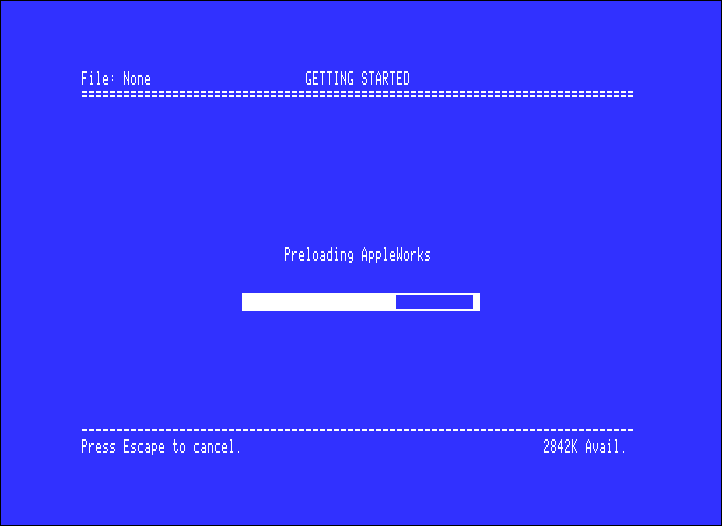 File: None GETTING STARTED
Preloading AppleWorks
Press Escape to cancel. 2842K Avail.